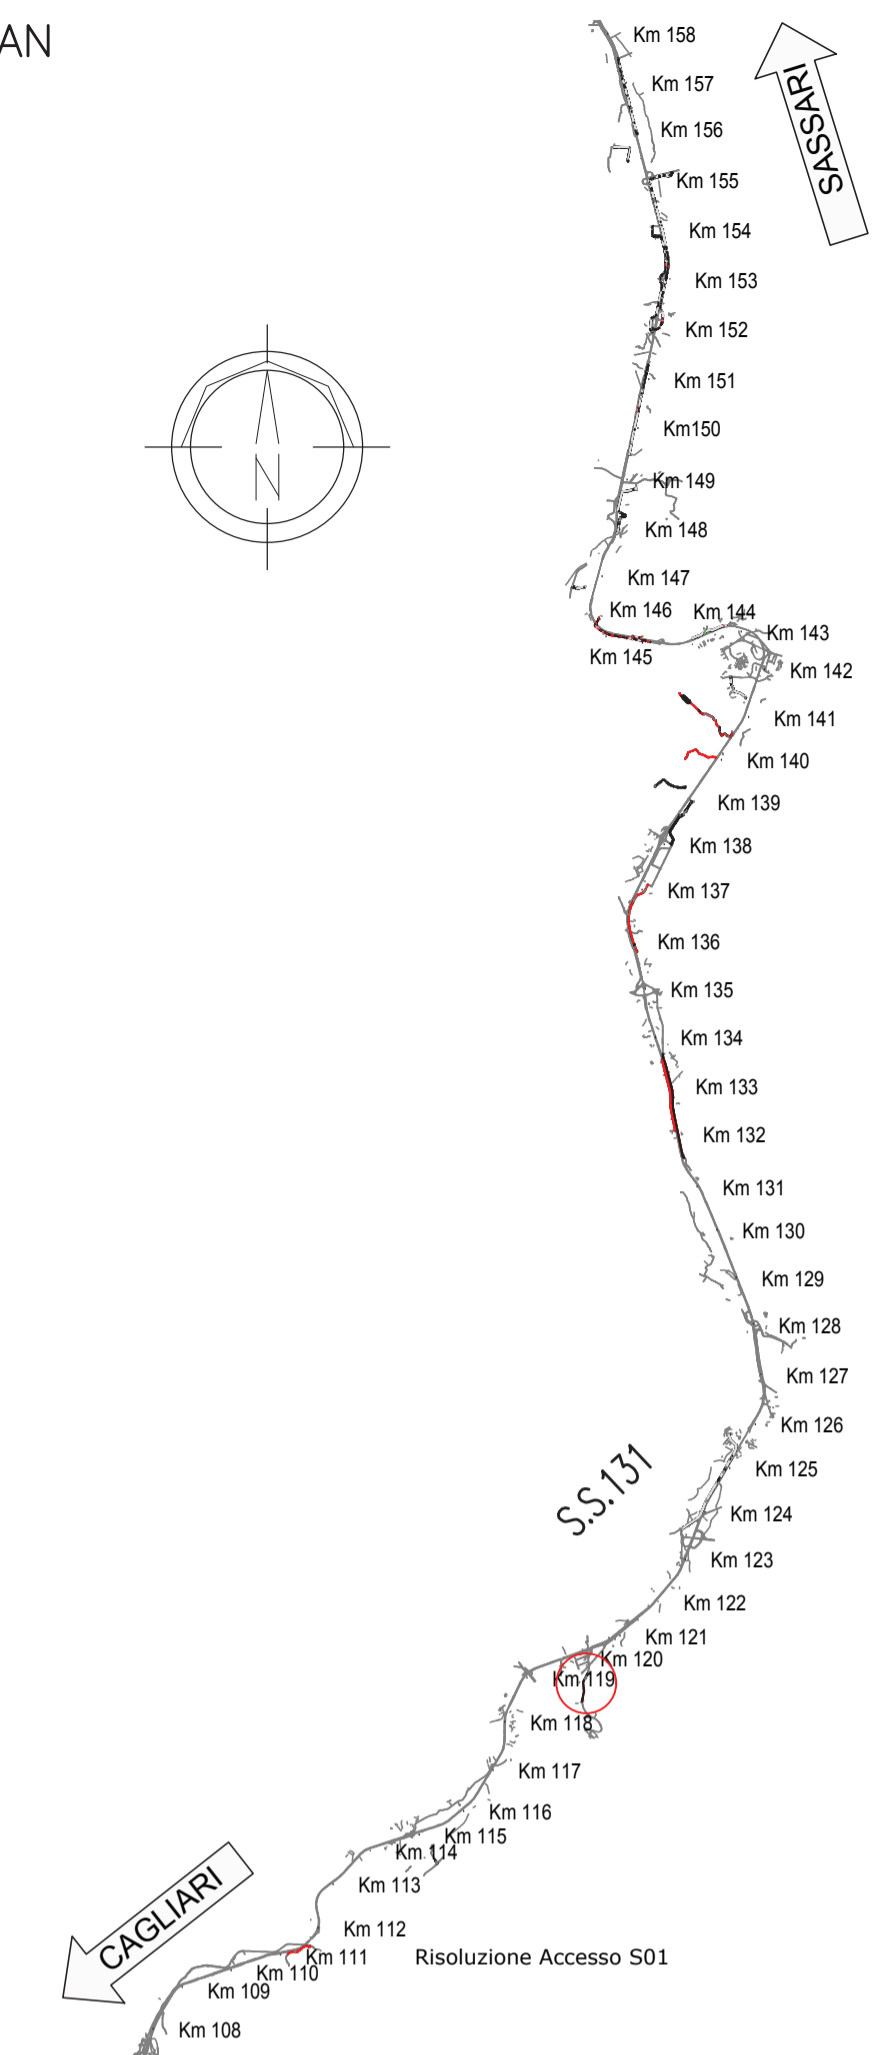 AN
Km 158
SASSARI
Km 157
Km 156
Km 155
Km 154
Km 153
Km 152
Km 151
Km150
Km 149
Km 148
Km 147
Km 146
Km 144
Km 143
Km 145
Km 142
Km 141
Km 140
Km 139
Km 138
Km 137
Km 136
Km 135
Km 134
Km 133
Km 132
Km 131
Km 130
Km 129
Km 128
Km 127
Km 126
Km 125
S.S.131
Km 124
Km 123
Km 122
Km 121
Km 120
Km 119
Km 118
Km 117
Km 116
Km 115
Km 114
Km 113
CAGLIARI
Km 112
Km 111
Risoluzione Accesso S01
Km 110
Km 109
Km 108
N